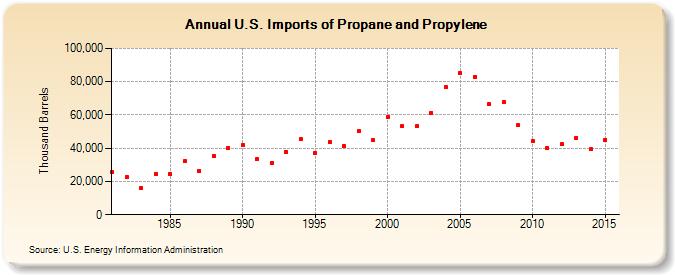 Annual U.S. Imports of Propane and Propylene
Thousand Barrels
100,000
80,000
60,000
40,000
20,000
0
1985 1990 1995 2000 2005 2010 2015
Source: U.S. Energy Information Administration